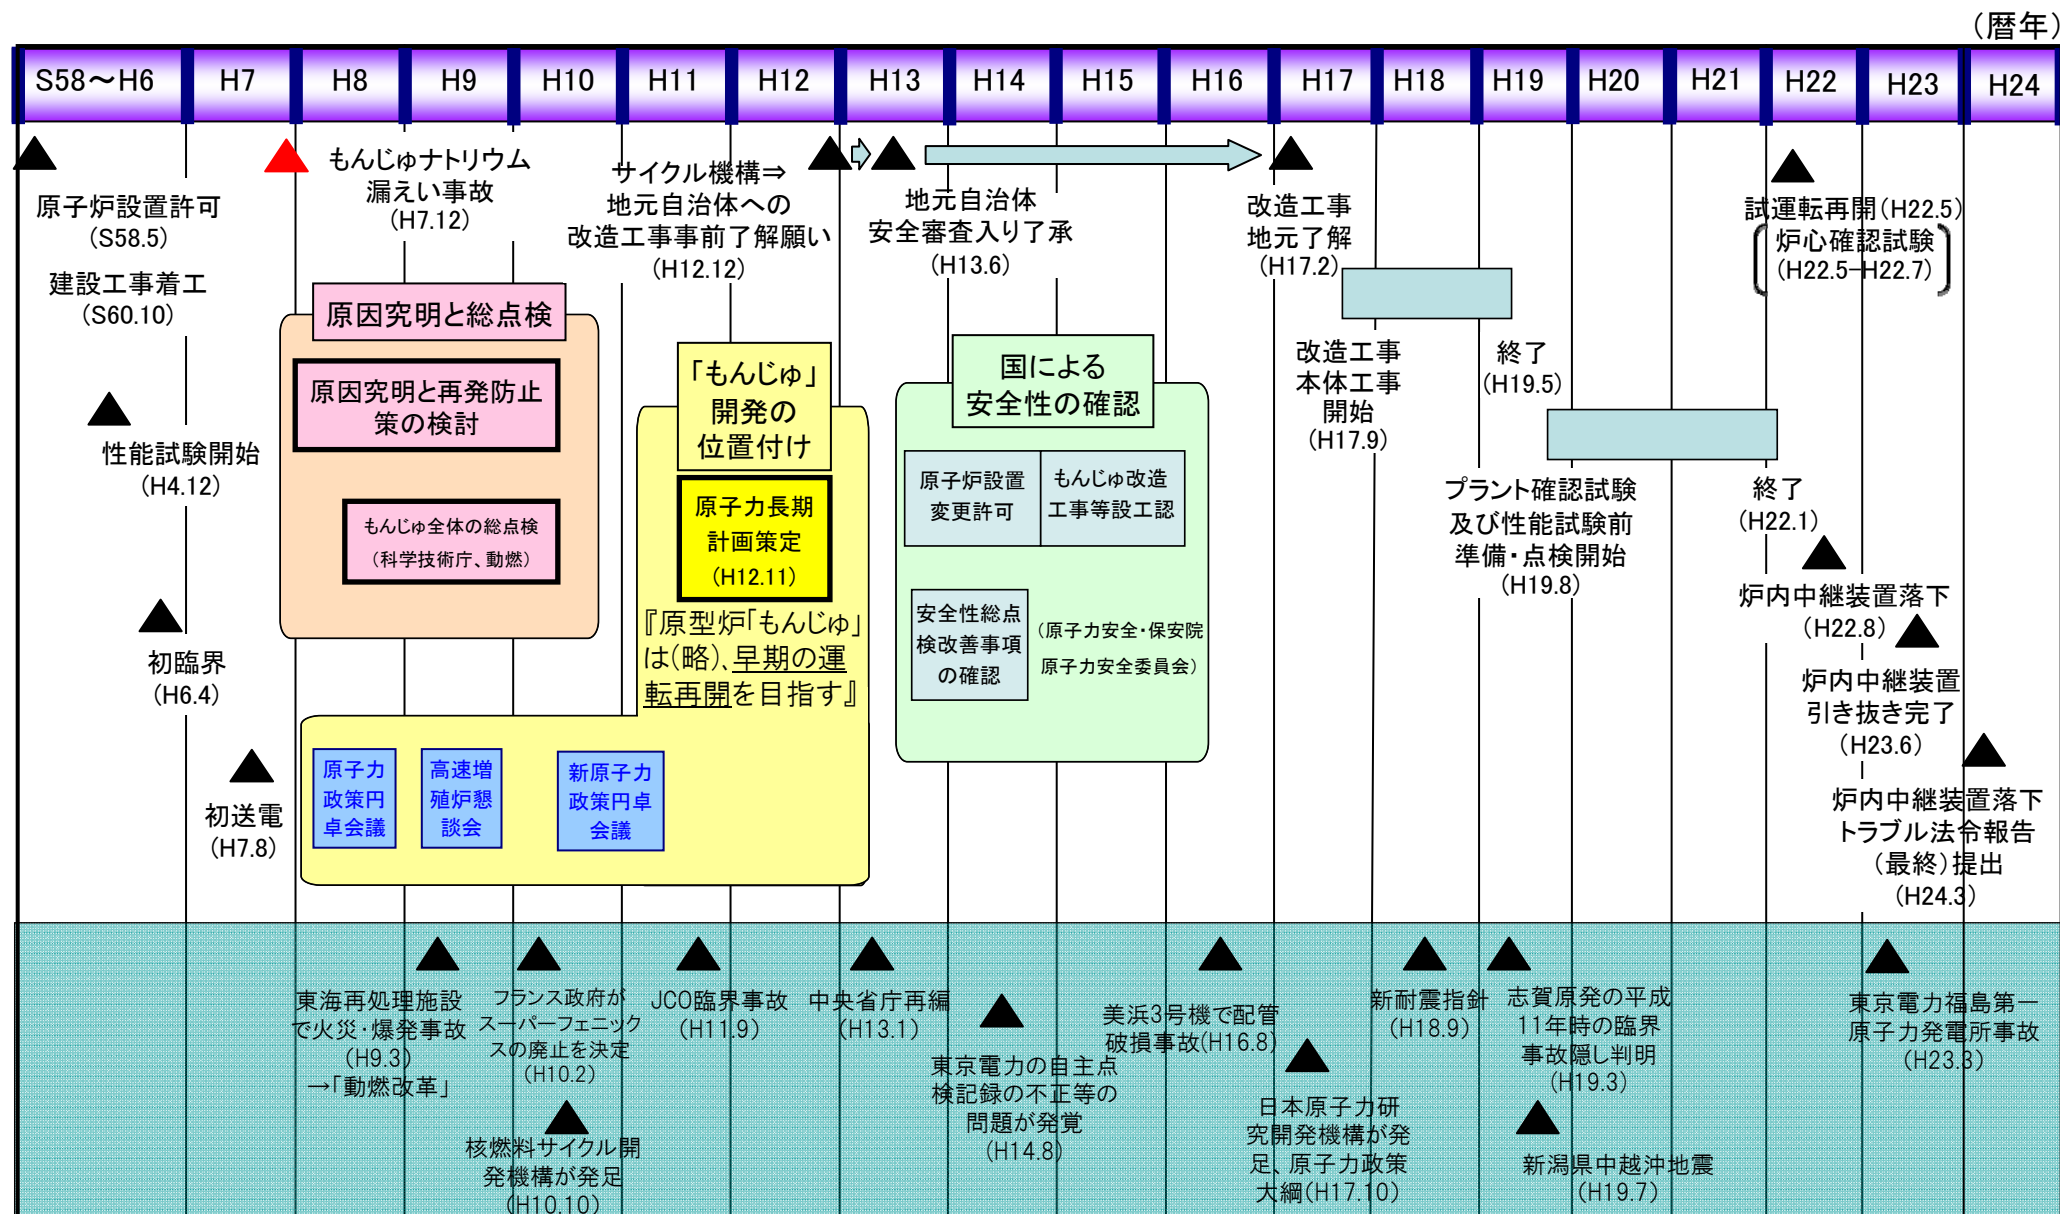 (暦年)
S58～H6
H7
H8
H9
H10
H11
H12
H13
H14
H15
H16
H17
H18
H19
H20
H21
H22
H23
H24
原子炉設置許可
(S58.5)
建設工事着工
(S60.10)
性能試験開始
(H4.12)
初臨界
(H6.4)
初送電
(H7.8)
もんじゅナトリウム
漏えい事故
(H7.12)
原因究明と総点検
原因究明と再発防止
策の検討
もんじゅ全体の総点検
(科学技術庁、動燃)
サイクル機構⇒
地元自治体への
改造工事事前了解願い
(H12.12)
「もんじゅ」
開発の
位置付け
原子力長期
計画策定
(H12.11)
『原型炉「もんじゅ」
は(略)、早期の運
転再開を目指す』
原子力
政策円
卓会議
高速増
殖炉懇
談会
新原子力
政策円卓
会議
地元自治体
安全審査入り了承
(H13.6)
国による
安全性の確認
原子炉設置
変更許可
もんじゅ改造
工事等設工認
安全性総点
検改善事項
の確認
(原子力安全・保安院
原子力安全委員会)
改造工事
地元了解
(H17.2)
改造工事
本体工事
開始
(H17.9)
終了
(H19.5)
プラント確認試験
及び性能試験前
準備・点検開始
(H19.8)
終了
(H22.1)
試運転再開(H22.5)
炉心確認試験
(H22.5-H22.7)
炉内中継装置落下
(H22.8)
炉内中継装置
引き抜き完了
(H23.6)
炉内中継装置落下
トラブル法令報告
(最終)提出
(H24.3)
東海再処理施設
で火災・爆発事故
(H9.3)
→「動燃改革」
フランス政府が
スーパーフェニック
スの廃止を決定
(H10.2)
核燃料サイクル開
発機構が発足
(H10.10)
JCO臨界事故
(H11.9)
中央省庁再編
(H13.1)
東京電力の自主点
検記録の不正等の
問題が発覚
(H14.8)
美浜3号機で配管
破損事故(H16.8)
日本原子力研
究開発機構が発
足、原子力政策
大綱(H17.10)
新耐震指針
(H18.9)
志賀原発の平成
11年時の臨界
事故隠し判明
(H19.3)
新潟県中越沖地震
(H19.7)
東京電力福島第一
原子力発電所事故
(H23.3)